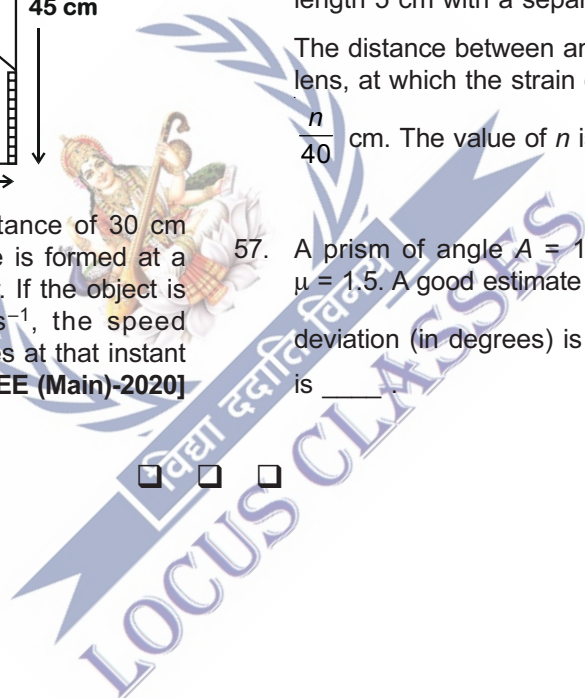 45 cm
tance of 30 cm
e is formed at a
. If the object is
s⁻¹, the speed
es at that instant
EE (Main)-2020]
length 5 cm with a separa
The distance between an
lens, at which the strain
n/40 cm. The value of n i
57. A prism of angle A = 1
μ = 1.5. A good estimate
deviation (in degrees) is
is ____ .
❑ ❑ ❑
विद्या ददाति विनयं
LOCUS CLASSES